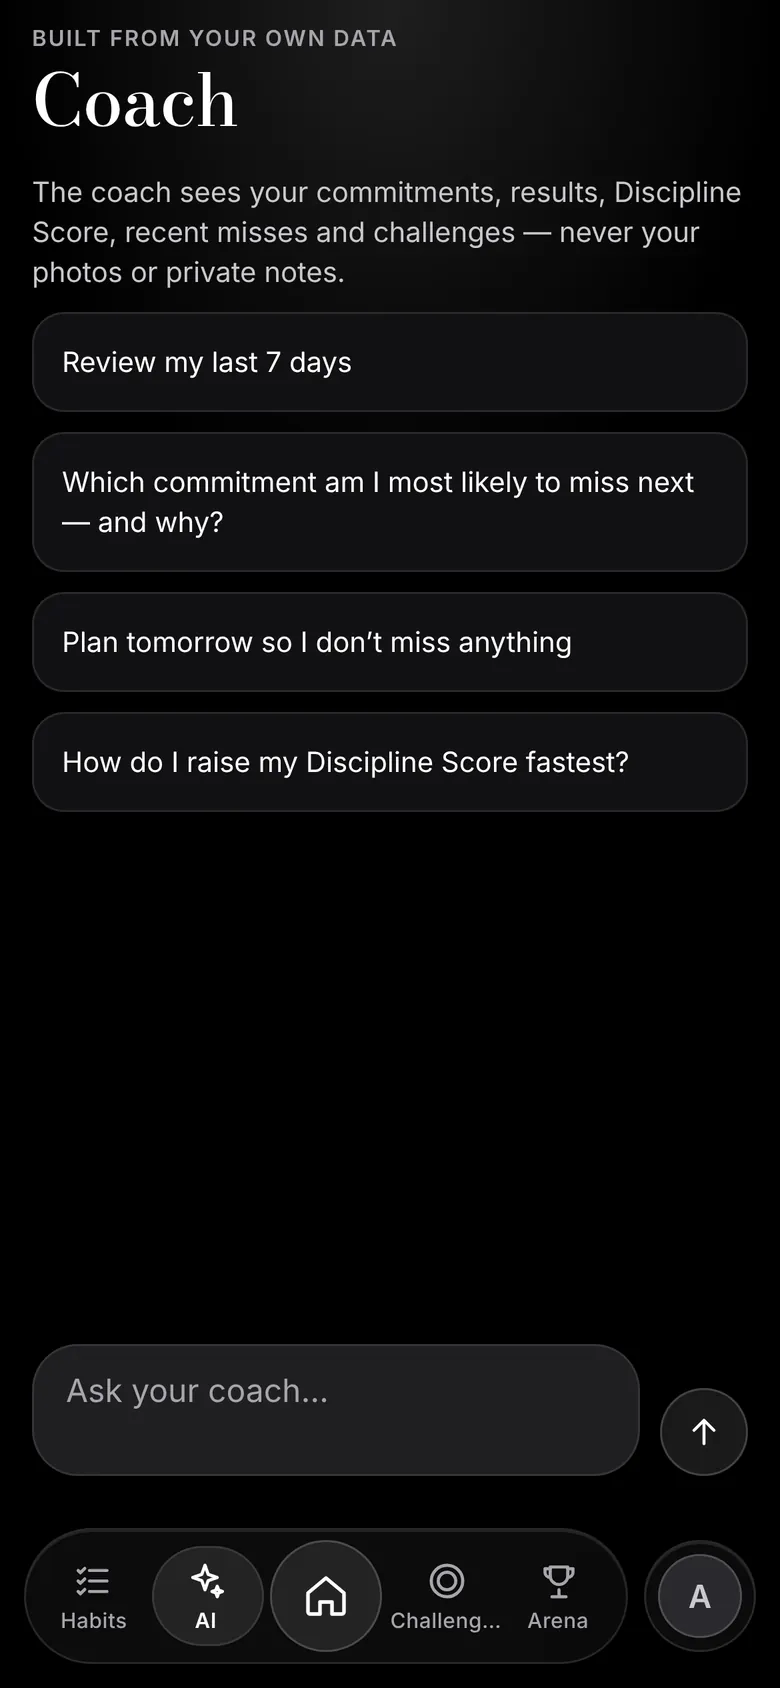 BUILT FROM YOUR OWN DATA
Coach
The coach sees your commitments, results, Discipline
Score, recent misses and challenges — never your
photos or private notes.
Review my last 7 days
Which commitment am I most likely to miss next
— and why?
Plan tomorrow so I don’t miss anything
How do I raise my Discipline Score fastest?
Ask your coach...
Habits
AI
Challeng...
Arena
A